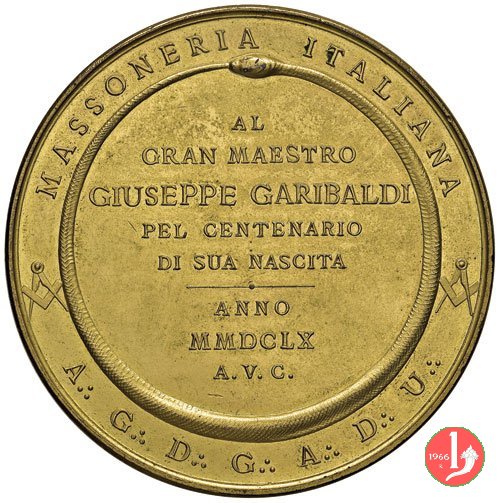 MASSONERIA ITALIANA
AL
GRAN MAESTRO
GIUSEPPE GARIBALDI
PEL CENTENARIO
DI SUA NASCITA
ANNO
MMDCLX
A.V.C.
A∴ G∴ D∴ G∴ A∴ D∴ U∴
1966